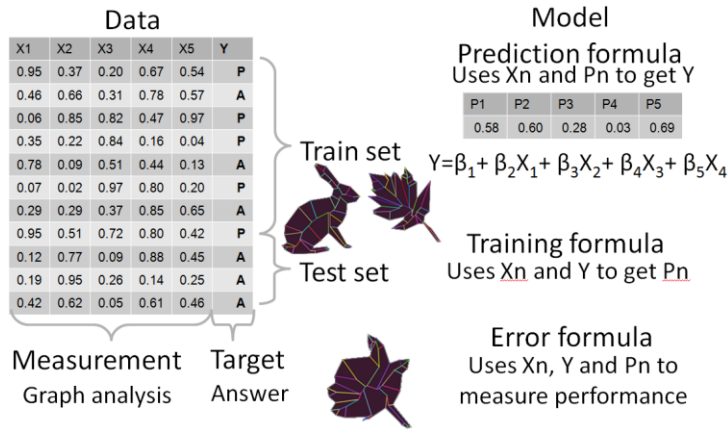 Data
X1 X2 X3 X4 X5 Y
0.95 0.37 0.20 0.67 0.54 P
0.46 0.66 0.31 0.78 0.57 A
0.06 0.85 0.82 0.47 0.97 P
0.35 0.22 0.84 0.16 0.04 P
0.78 0.09 0.51 0.44 0.13 A
0.07 0.02 0.97 0.80 0.20 P
0.29 0.29 0.37 0.85 0.65 A
0.95 0.51 0.72 0.80 0.42 P
0.12 0.77 0.09 0.88 0.45 A
0.19 0.95 0.26 0.14 0.25 A
0.42 0.62 0.05 0.61 0.46 A
Measurement
Graph analysis
Target
Answer
Train set
Test set
Model
Prediction formula
Uses Xn and Pn to get Y
P1 P2 P3 P4 P5
0.58 0.60 0.28 0.03 0.69
Y=β₁+ β₂X₁+ β₃X₂+ β₄X₃+ β₅X₄
Training formula
Uses Xn and Y to get Pn
Error formula
Uses Xn, Y and Pn to
measure performance